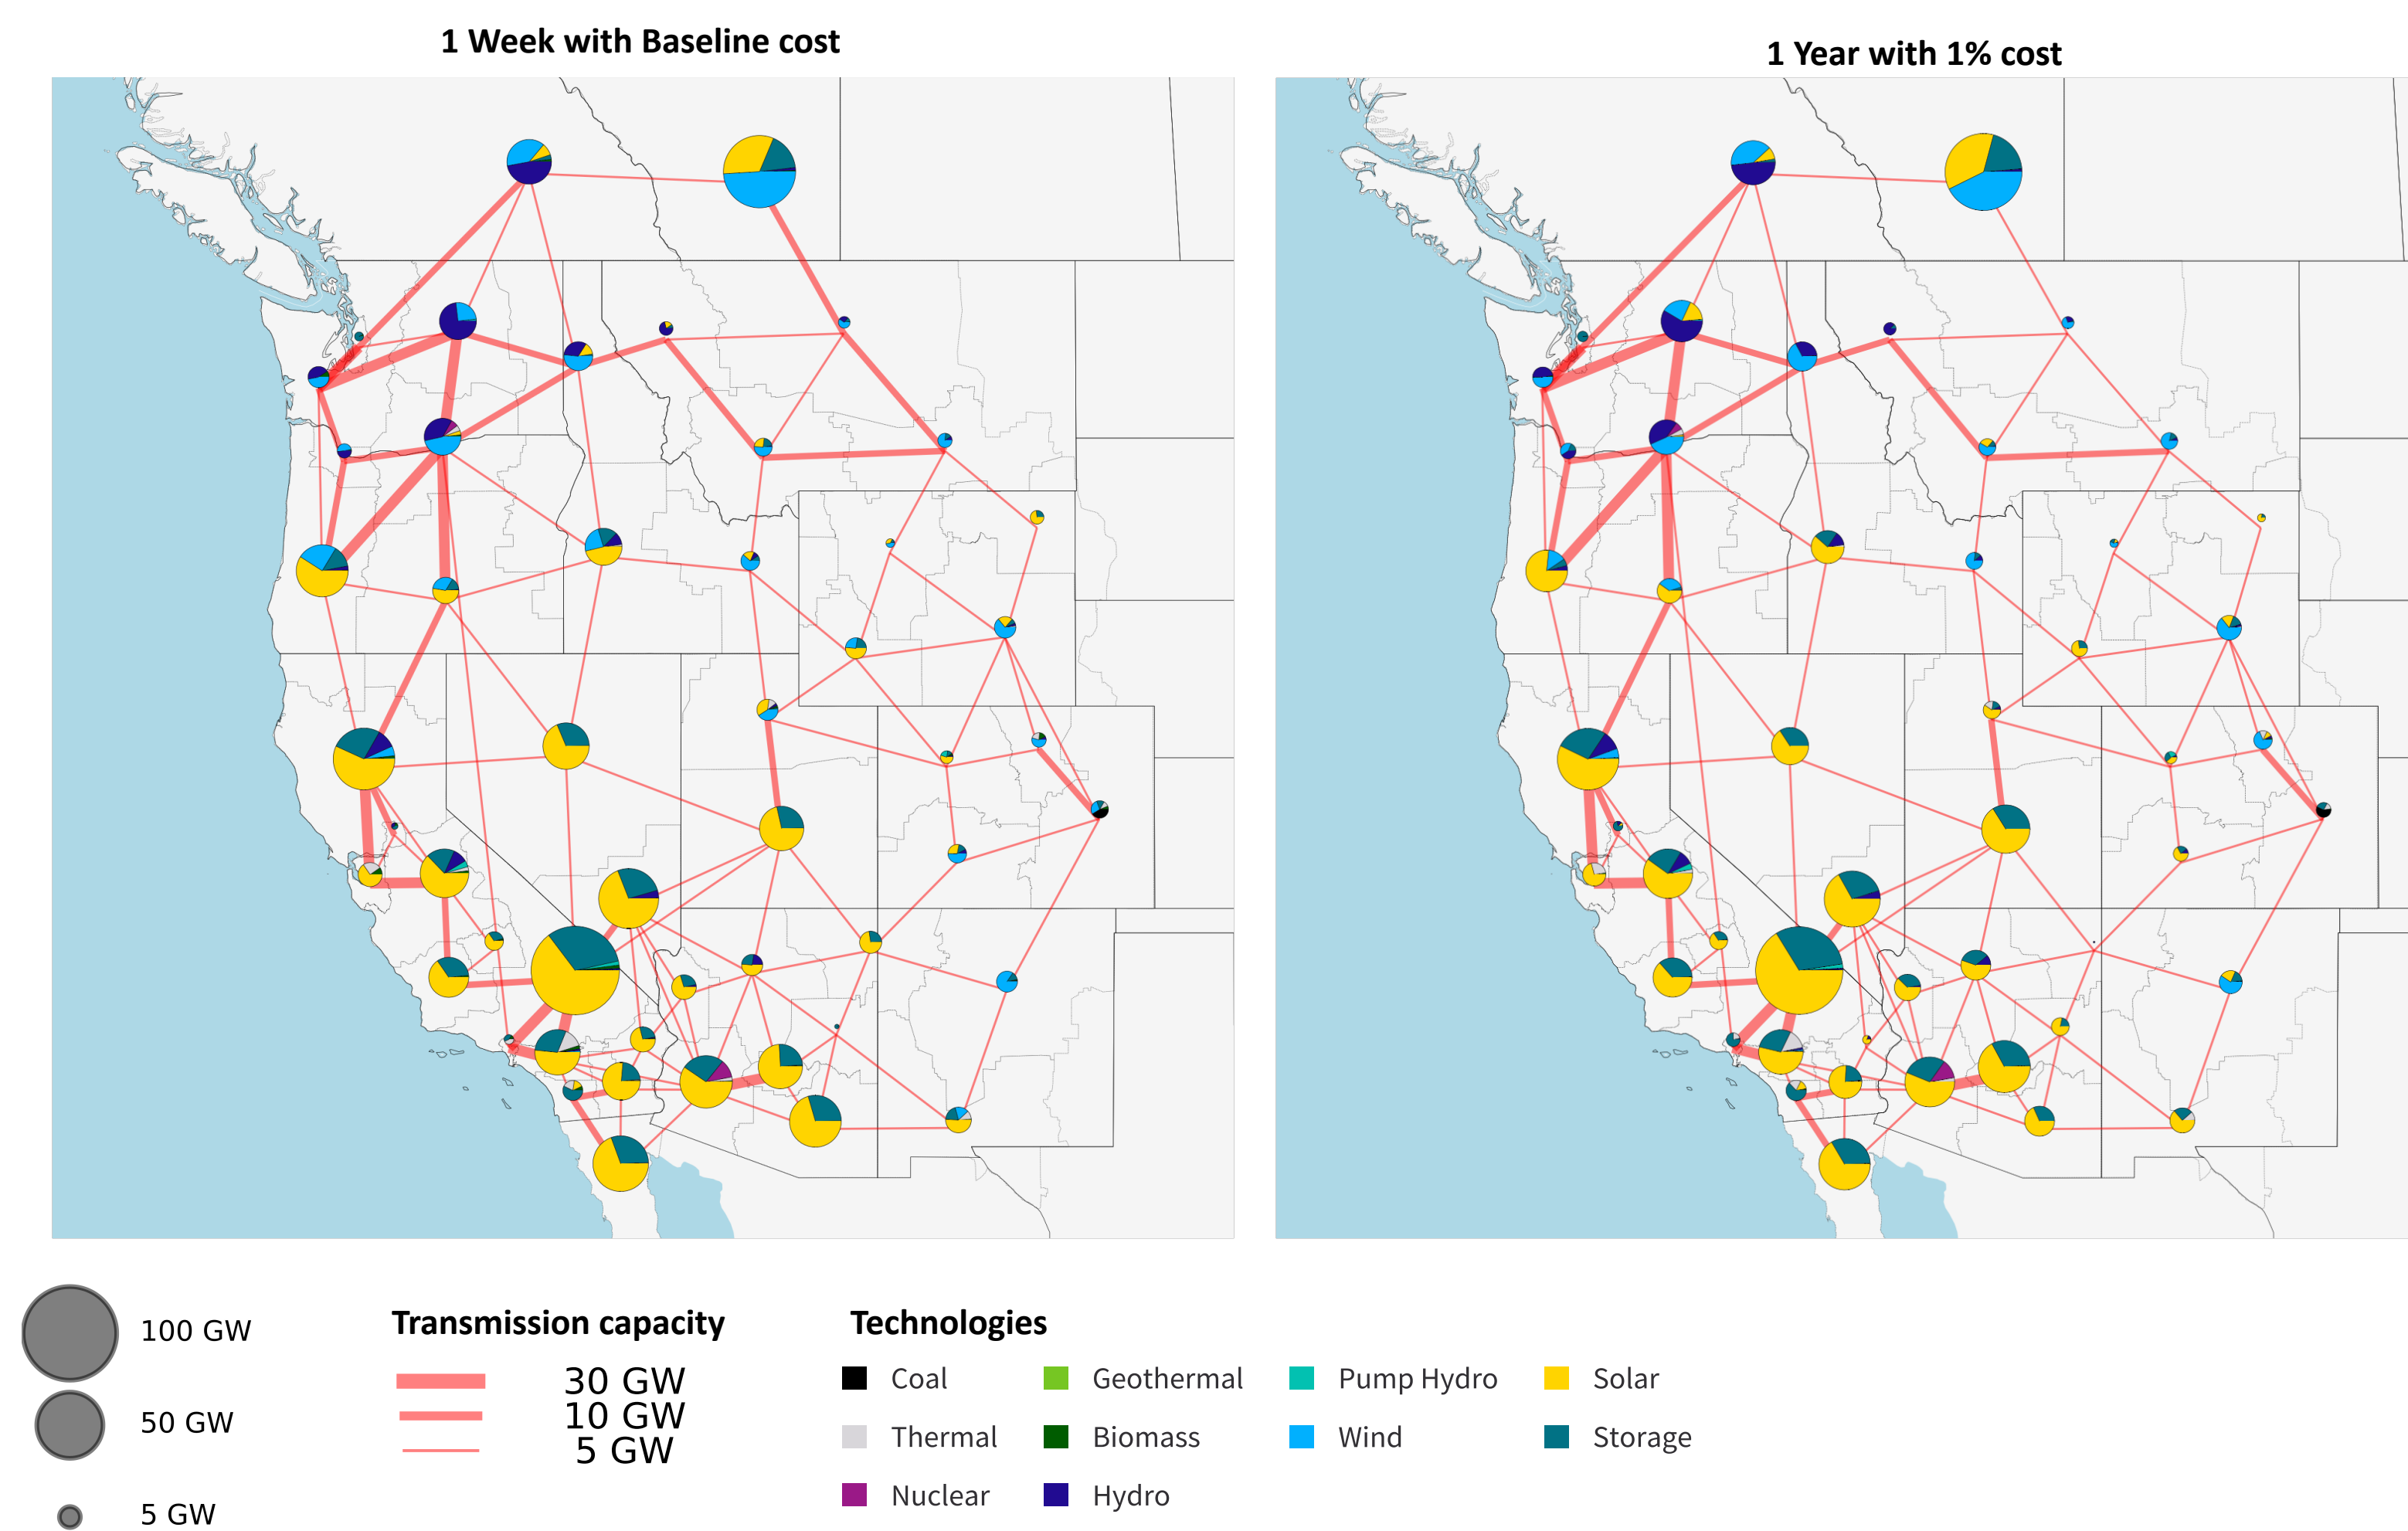 1 Week with Baseline cost
1 Year with 1% cost
100 GW
50 GW
5 GW
Transmission capacity
30 GW
10 GW
5 GW
Technologies
Coal
Geothermal
Pump Hydro
Solar
Thermal
Biomass
Wind
Storage
Nuclear
Hydro